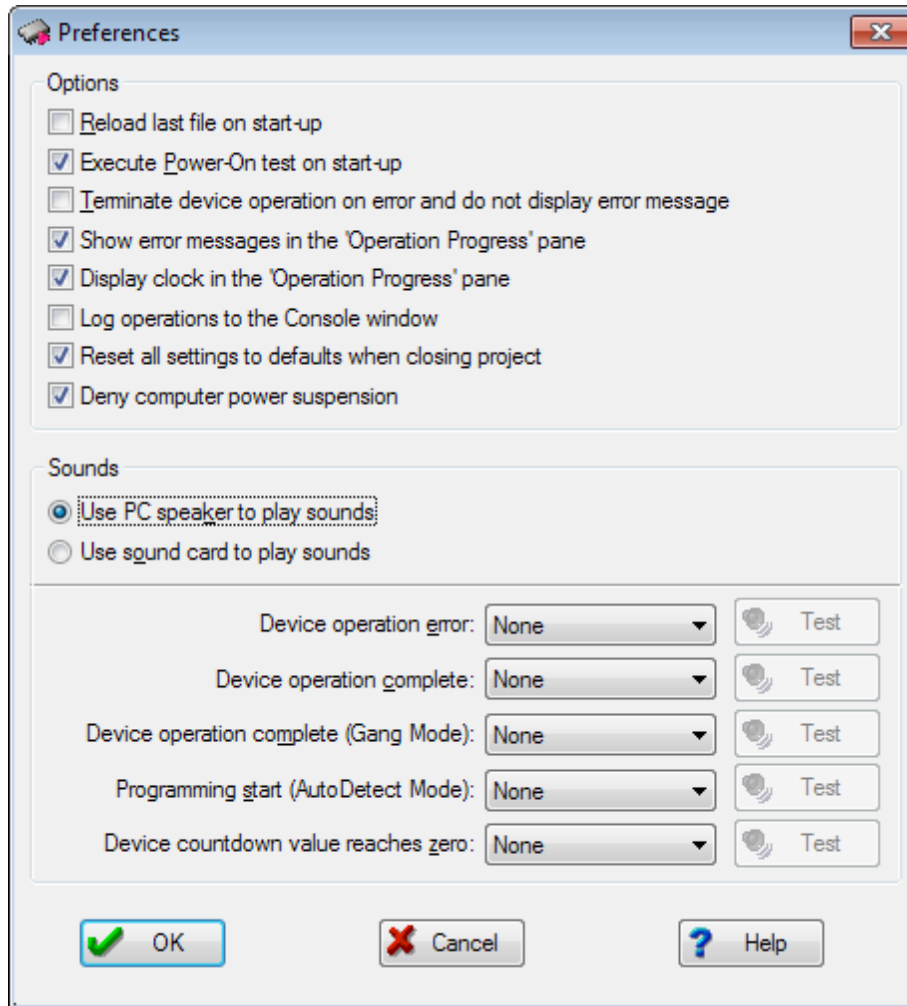 Preferences
Options
Reload last file on start-up
Execute Power-On test on start-up
Terminate device operation on error and do not display error message
Show error messages in the 'Operation Progress' pane
Display clock in the 'Operation Progress' pane
Log operations to the Console window
Reset all settings to defaults when closing project
Deny computer power suspension
Sounds
Use PC speaker to play sounds
Use sound card to play sounds
Device operation error: None Test
Device operation complete: None Test
Device operation complete (Gang Mode): None Test
Programming start (AutoDetect Mode): None Test
Device countdown value reaches zero: None Test
OK Cancel Help